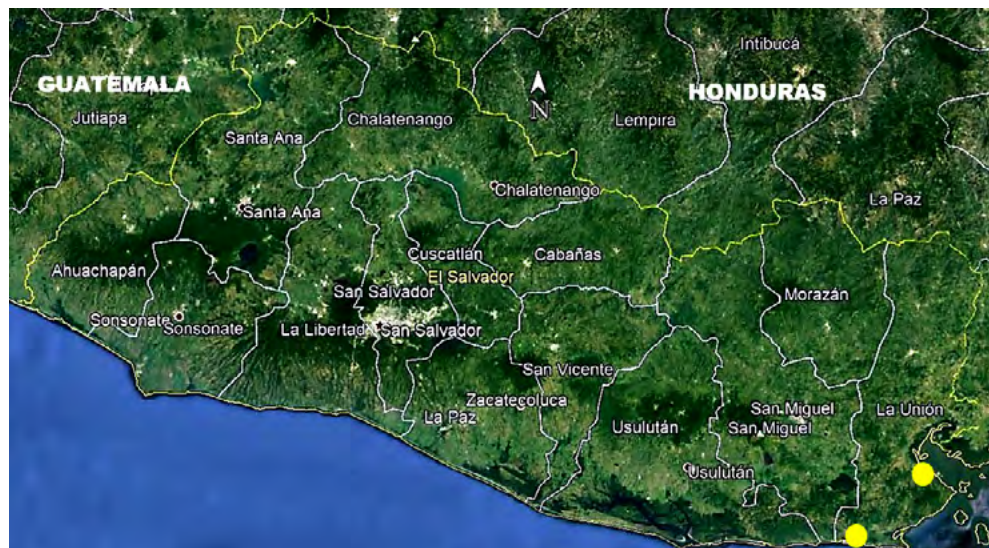 Intibucá
GUATEMALA
HONDURAS
N
Jutiapa
Chalatenango
Lempira
Santa Ana
Chalatenango
La Paz
Santa Ana
Cuscatlán
Cabañas
Ahuachapán
El Salvador
San Salvador
Morazán
Sonsonate
Sonsonate
La Libertad
San Salvador
San Vicente
Zacatecoluca
San Miguel
La Unión
La Paz
Usulután
San Miguel
Usulután